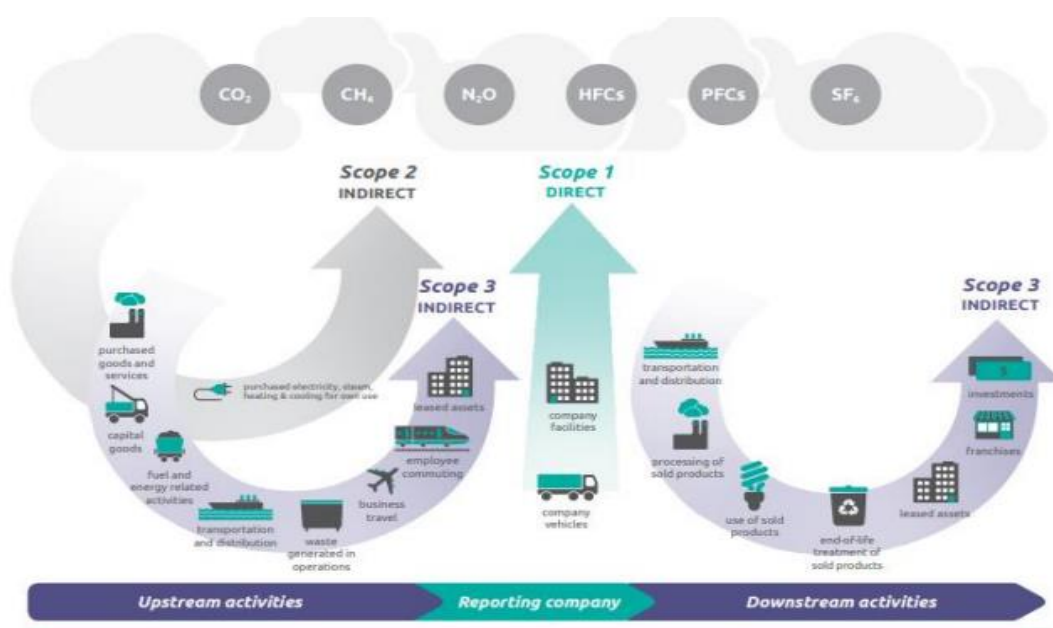 CO₂
CH₄
N₂O
HFCs
PFCs
SF₆
Scope 2
INDIRECT
Scope 1
DIRECT
Scope 3
INDIRECT
Scope 3
INDIRECT
purchased
goods and
services
capital
goods
fuel and
energy related
activities
purchased electricity, steam,
heating & cooling for own use
transportation
and distribution
waste
generated in
operations
business
travel
employee
commuting
leased assets
company
facilities
company
vehicles
transportation
and distribution
processing of
sold products
use of sold
products
end-of-life
treatment of
sold products
leased assets
franchises
investments
$
Upstream activities
Reporting company
Downstream activities